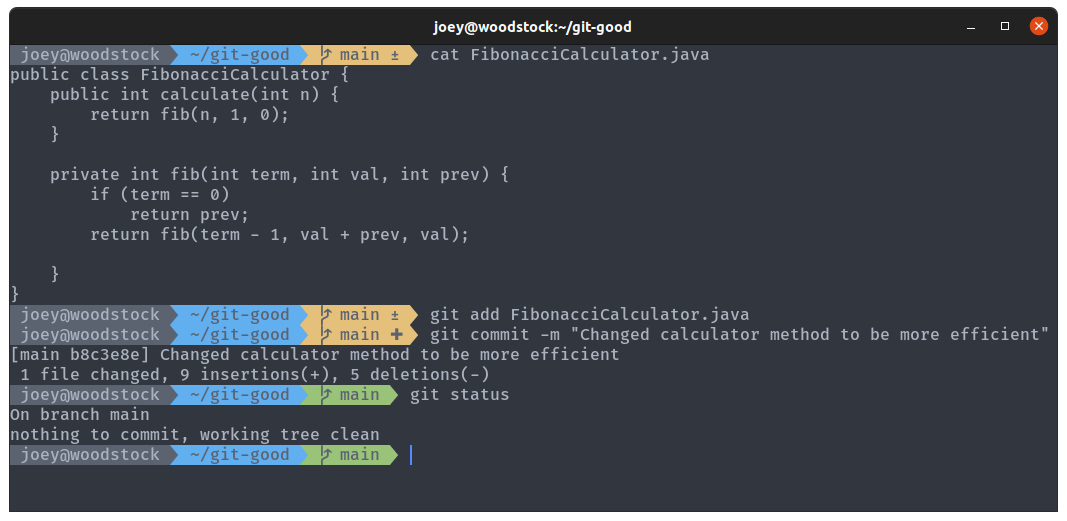 joey@woodstock:~/git-good
joey@woodstock ~/git-good main ± cat FibonacciCalculator.java
public class FibonacciCalculator {
    public int calculate(int n) {
        return fib(n, 1, 0);
    }

    private int fib(int term, int val, int prev) {
        if (term == 0)
            return prev;
        return fib(term - 1, val + prev, val);

    }
}
joey@woodstock ~/git-good main ± git add FibonacciCalculator.java
joey@woodstock ~/git-good main ✚ git commit -m "Changed calculator method to be more efficient"
[main b8c3e8e] Changed calculator method to be more efficient
 1 file changed, 9 insertions(+), 5 deletions(-)
joey@woodstock ~/git-good main git status
On branch main
nothing to commit, working tree clean
joey@woodstock ~/git-good main